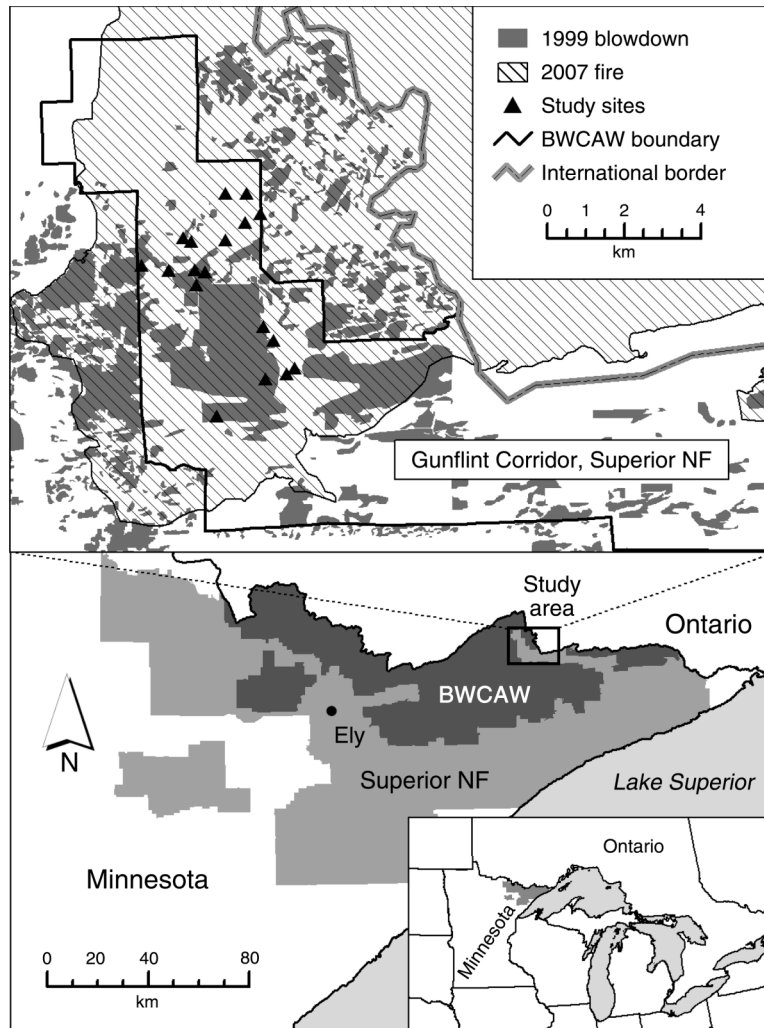 1999 blowdown
2007 fire
Study sites
BWCAW boundary
International border
0 1 2 4
km
Gunflint Corridor, Superior NF
Study
area
Ontario
BWCAW
N
Ely
Superior NF
Lake Superior
Minnesota
0 20 40 80
km
Ontario
Minnesota